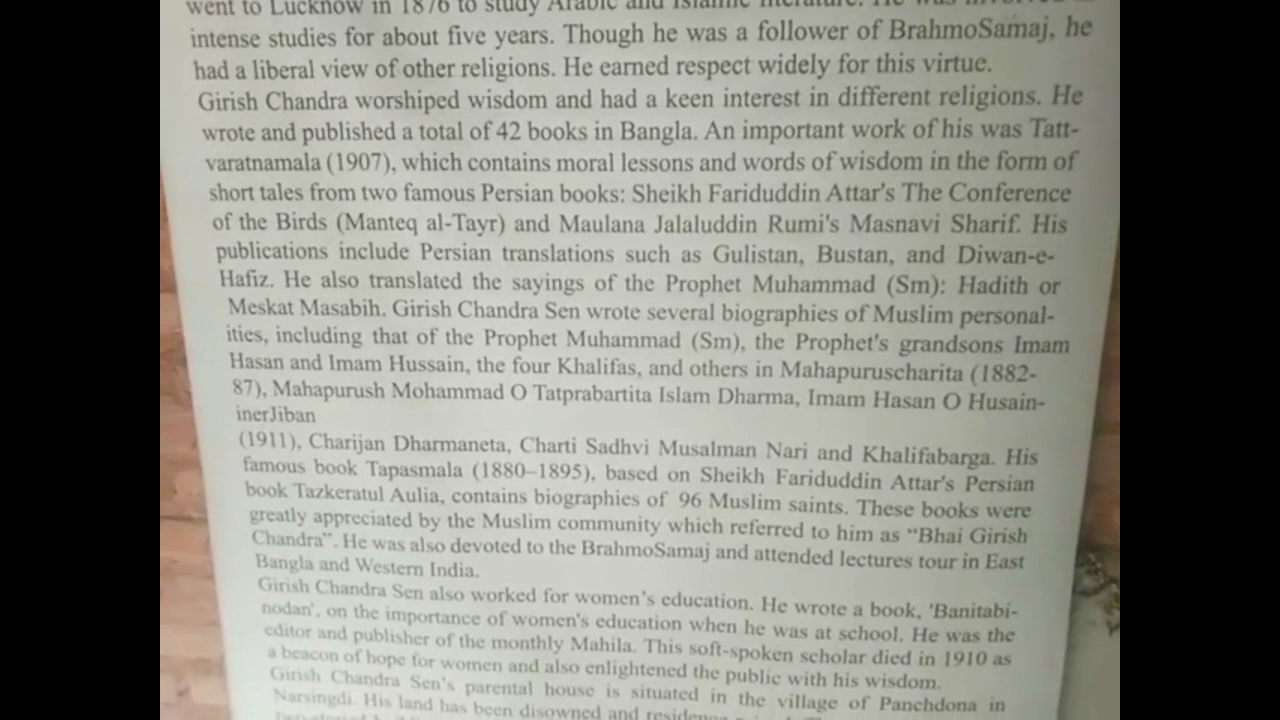 went to Lucknow in 1876 to study Arabic and Islamic literature. He was involved
intense studies for about five years. Though he was a follower of BrahmoSamaj, he
had a liberal view of other religions. He earned respect widely for this virtue.
Girish Chandra worshiped wisdom and had a keen interest in different religions. He
wrote and published a total of 42 books in Bangla. An important work of his was Tatt-
varatnamala (1907), which contains moral lessons and words of wisdom in the form of
short tales from two famous Persian books: Sheikh Fariduddin Attar's The Conference
of the Birds (Manteq al-Tayr) and Maulana Jalaluddin Rumi's Masnavi Sharif. His
publications include Persian translations such as Gulistan, Bustan, and Diwan-e-
Hafiz. He also translated the sayings of the Prophet Muhammad (Sm): Hadith or
Meskat Masabih. Girish Chandra Sen wrote several biographies of Muslim personal-
ities, including that of the Prophet Muhammad (Sm), the Prophet's grandsons Imam
Hasan and Imam Hussain, the four Khalifas, and others in Mahapuruscharita (1882-
87), Mahapurush Mohammad O Tatprabartita Islam Dharma, Imam Hasan O Husain-
inerJiban
(1911), Charijan Dharmaneta, Charti Sadhvi Musalman Nari and Khalifabarga. His
famous book Tapasmala (1880–1895), based on Sheikh Fariduddin Attar's Persian
book Tazkeratul Aulia, contains biographies of 96 Muslim saints. These books were
greatly appreciated by the Muslim community which referred to him as “Bhai Girish
Chandra”. He was also devoted to the BrahmoSamaj and attended lectures tour in East
Bangla and Western India.
Girish Chandra Sen also worked for women’s education. He wrote a book, 'Banitabi-
nodan', on the importance of women's education when he was at school. He was the
editor and publisher of the monthly Mahila. This soft-spoken scholar died in 1910 as
a beacon of hope for women and also enlightened the public with his wisdom.
Girish Chandra Sen’s parental house is situated in the village of Panchdona in
Narsingdi. His land has been disowned and